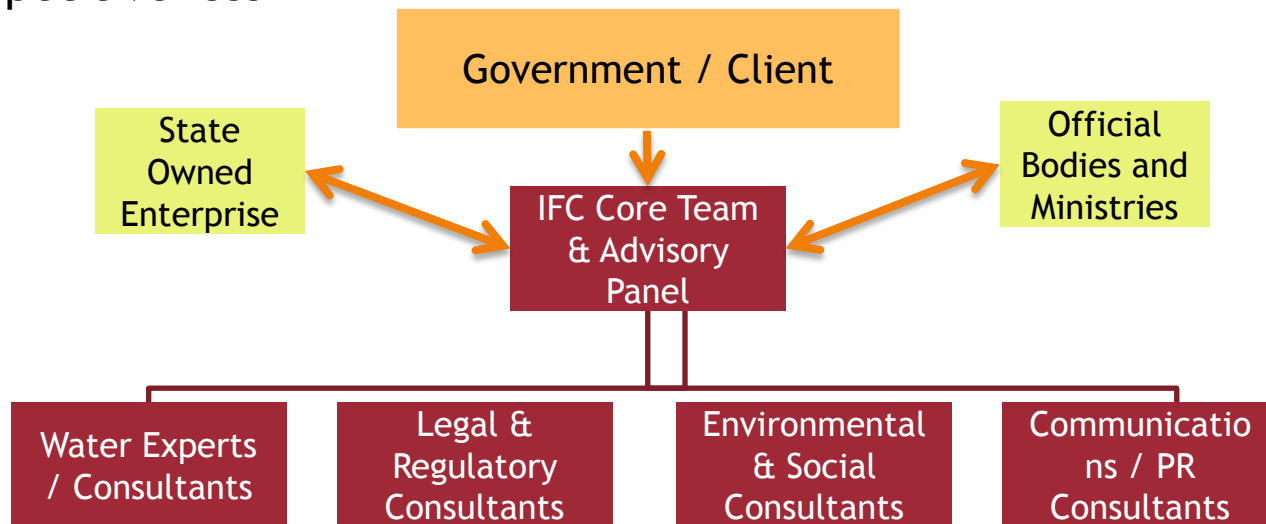 Government / Client
State
Owned
Enterprise
Official
Bodies and
Ministries
IFC Core Team
& Advisory
Panel
Water Experts
/ Consultants
Legal &
Regulatory
Consultants
Environmental
& Social
Consultants
Communicatio
ns / PR
Consultants